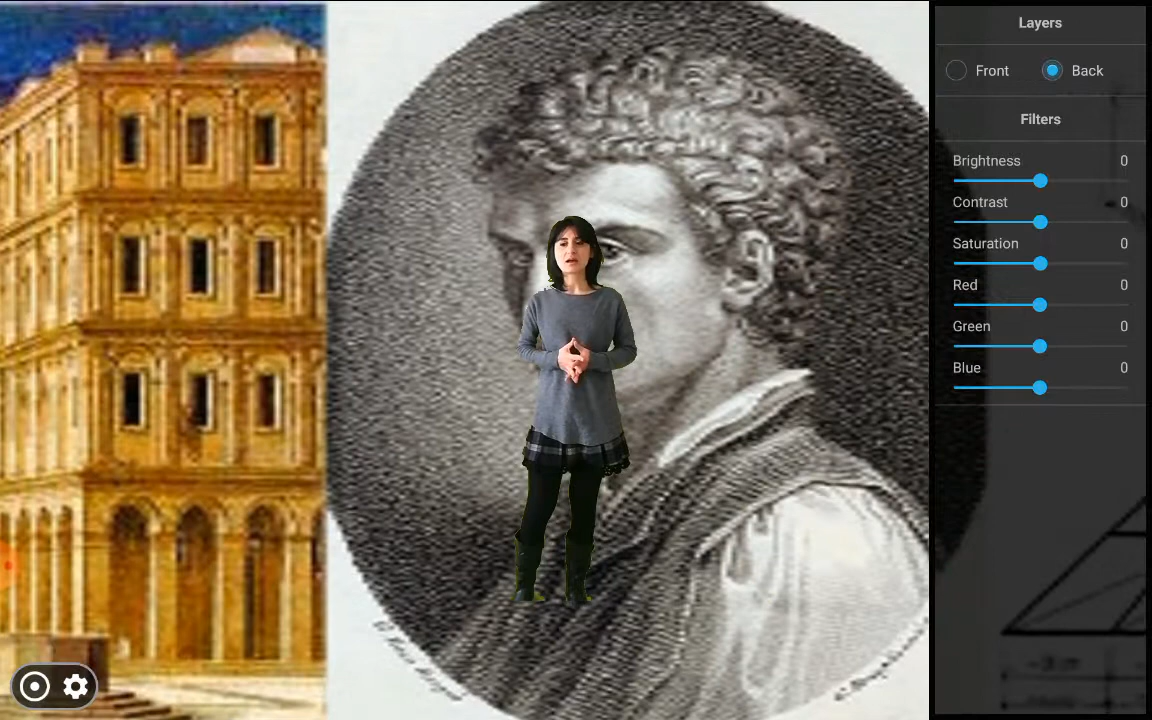 Layers
Front
Back
Filters
Brightness 0
Contrast 0
Saturation 0
Red 0
Green 0
Blue 0